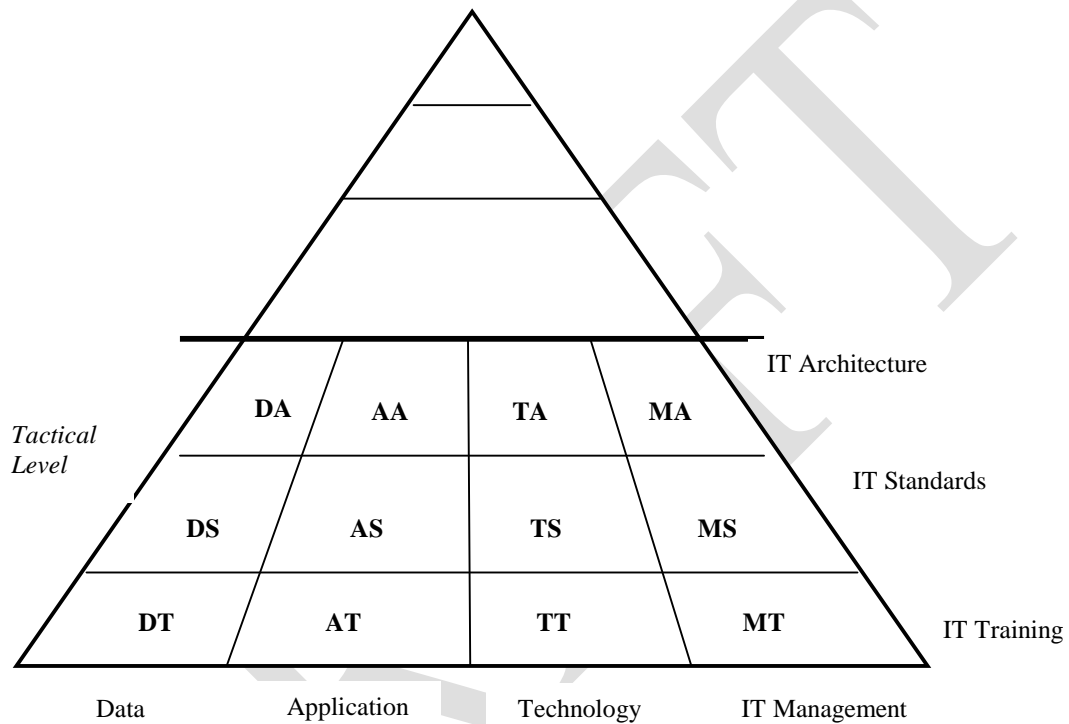 IT Architecture
DA AA TA MA
Tactical
Level
IT Standards
DS AS TS MS
DT AT TT MT
IT Training
Data Application Technology IT Management